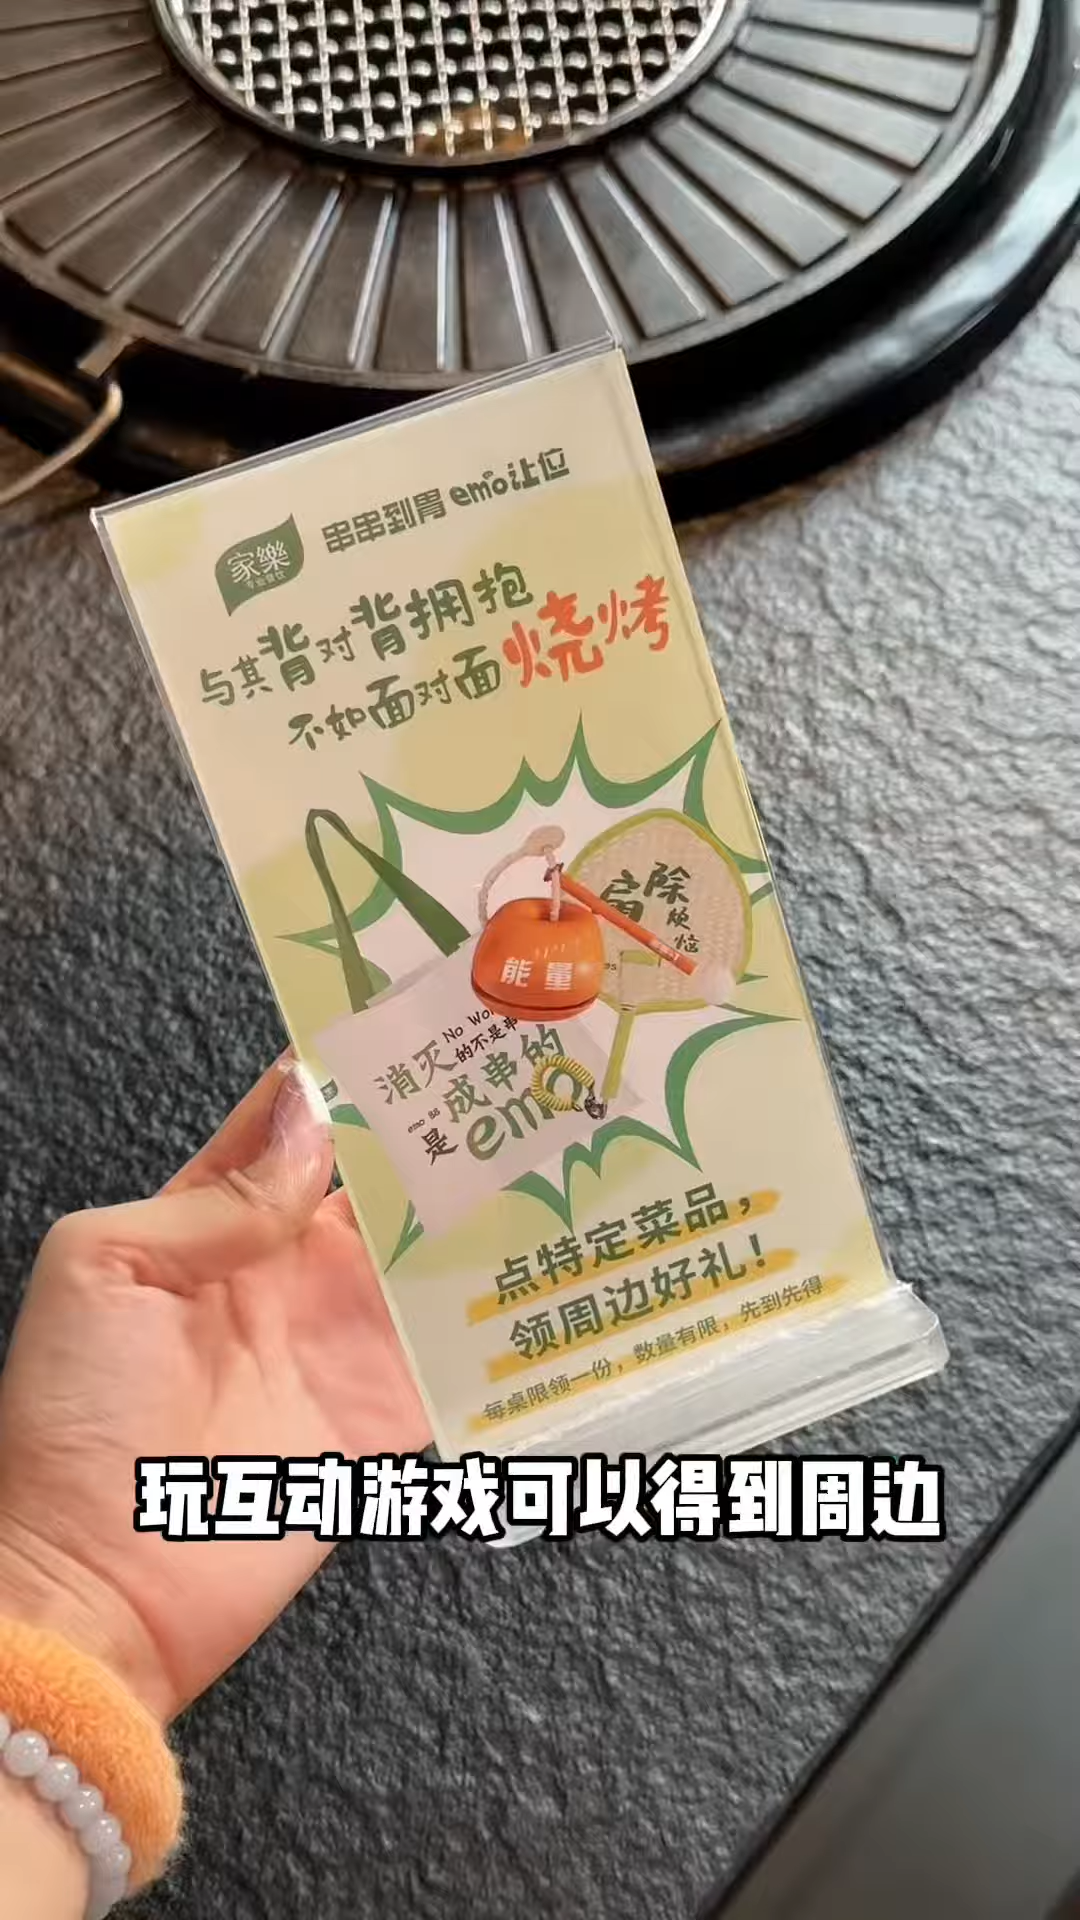 家樂
专业餐饮
串串到胃 emo让位
与其背对背拥抱
不如面对面烧烤
扇除
烦恼
能量
消灭
的不是串
是成串的
emo
点特定菜品，
领周边好礼！
每桌限领一份，数量有限，先到先得
玩互动游戏可以得到周边